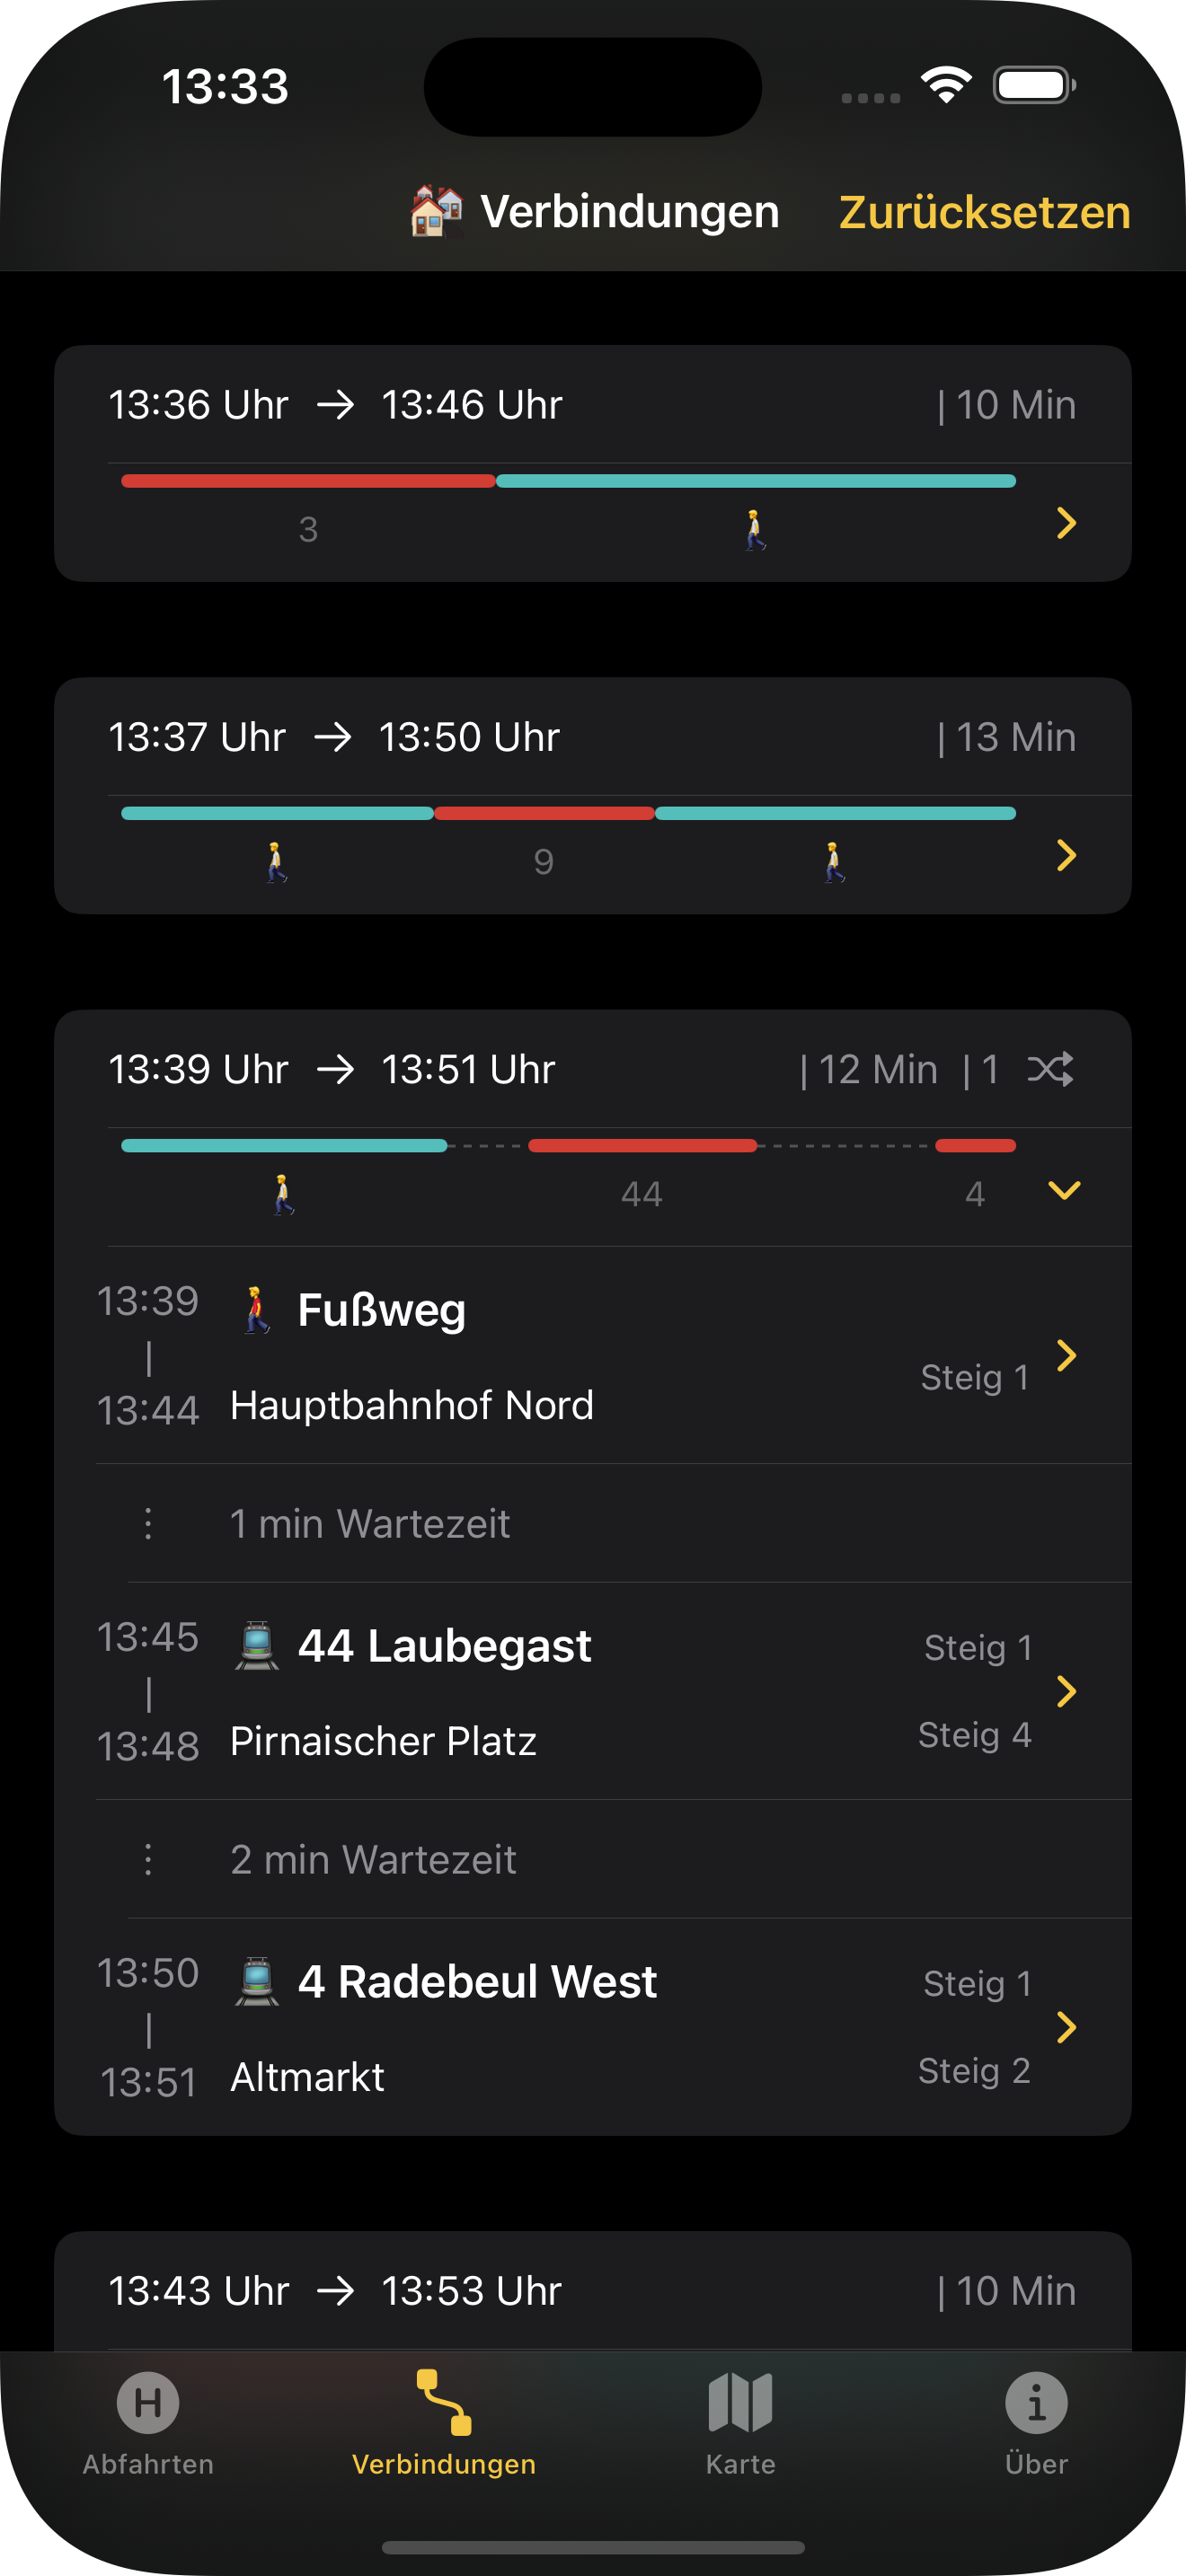 13:33
Verbindungen Zurücksetzen
13:36 Uhr → 13:46 Uhr | 10 Min
3
13:37 Uhr → 13:50 Uhr | 13 Min
9
13:39 Uhr → 13:51 Uhr | 12 Min | 1
44 4
13:39 Fußweg
|
Steig 1
13:44 Hauptbahnhof Nord
1 min Wartezeit
13:45 44 Laubegast Steig 1
|
13:48 Pirnaischer Platz Steig 4
2 min Wartezeit
13:50 4 Radebeul West Steig 1
|
13:51 Altmarkt Steig 2
13:43 Uhr → 13:53 Uhr | 10 Min
H i
Abfahrten Verbindungen Karte Über